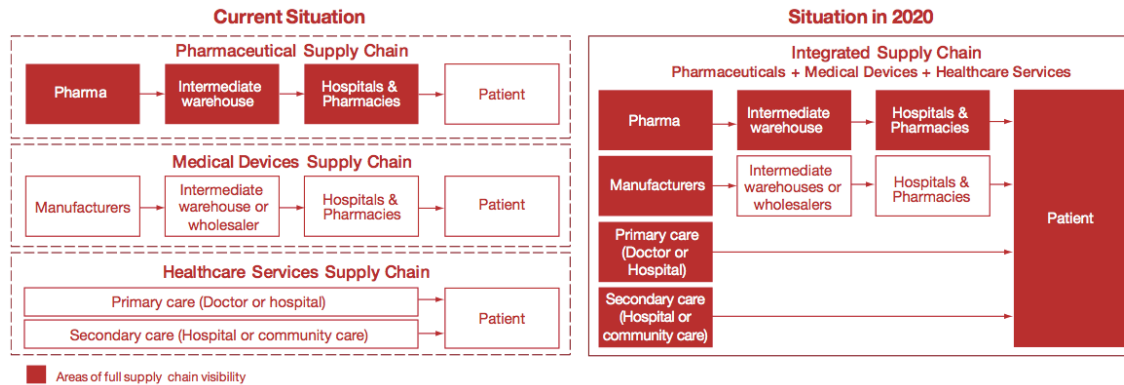 Current Situation
Pharmaceutical Supply Chain
Pharma
Intermediate
warehouse
Hospitals &
Pharmacies
Patient
Medical Devices Supply Chain
Manufacturers
Intermediate
warehouse or
wholesaler
Hospitals &
Pharmacies
Patient
Healthcare Services Supply Chain
Primary care (Doctor or hospital)
Secondary care (Hospital or community care)
Patient
Areas of full supply chain visibility
Situation in 2020
Integrated Supply Chain
Pharmaceuticals + Medical Devices + Healthcare Services
Pharma
Intermediate
warehouse
Hospitals &
Pharmacies
Manufacturers
Intermediate
warehouses or
wholesalers
Hospitals &
Pharmacies
Primary care
(Doctor or
Hospital)
Secondary care
(Hospital or
community care)
Patient